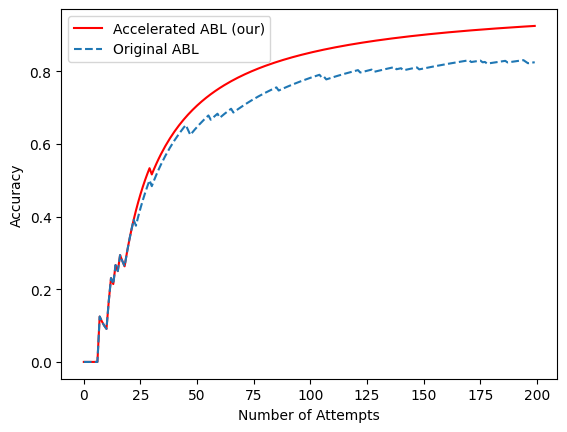 Accelerated ABL (our)
Original ABL
0.8
0.6
0.4
0.2
0.0
Accuracy
0 25 50 75 100 125 150 175 200
Number of Attempts